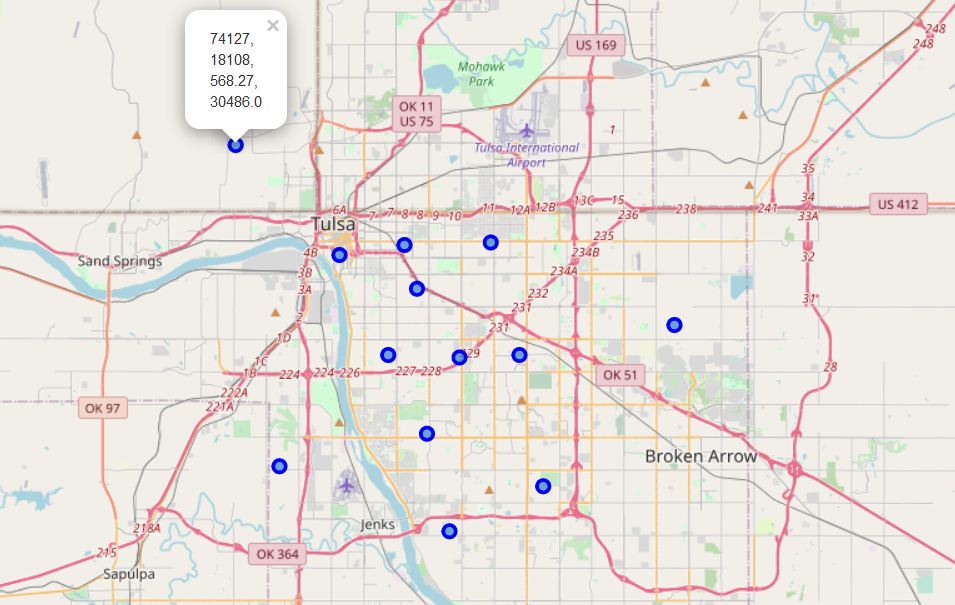 ×
74127,
18108,
568.27,
30486.0
248
248
US 169
Mohawk
Park
OK 11
US 75
1
Tulsa International
Airport
35
34
33A
US 412
6A
7
7
8
8
9
10
11
12A
12B
13C
15
236
238
241
Tulsa
235
234B
234A
32
4B
Sand Springs
3B
3A
232
231
231
31
2
1D
1C
1B
224
224
226
227
228
229
OK 51
28
222A
221A
OK 97
Broken Arrow
Jenks
218A
215
OK 364
Sapulpa